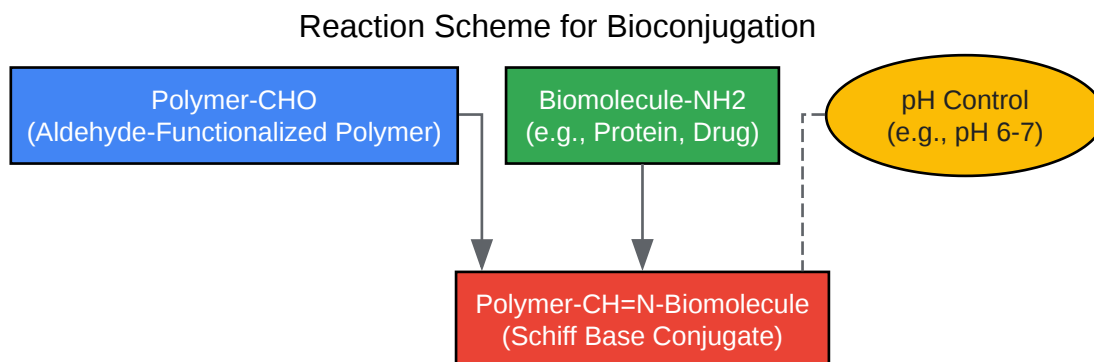 Reaction Scheme for Bioconjugation
Polymer-CHO
(Aldehyde-Functionalized Polymer)
Biomolecule-NH2
(e.g., Protein, Drug)
pH Control
(e.g., pH 6-7)
Polymer-CH=N-Biomolecule
(Schiff Base Conjugate)